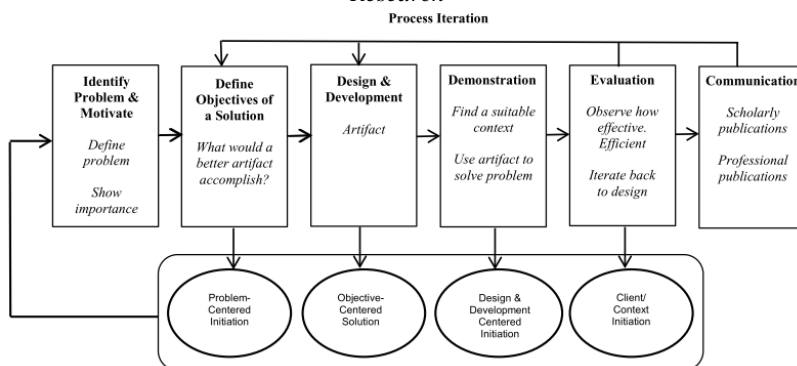 Research
Process Iteration
Identify
Problem &
Motivate
Define
problem
Show
importance
Define
Objectives of
a Solution
What would a
better artifact
accomplish?
Design &
Development
Artifact
Demonstration
Find a suitable
context
Use artifact to
solve problem
Evaluation
Observe how
effective.
Efficient
Iterate back
to design
Communication
Scholarly
publications
Professional
publications
Problem-
Centered
Initiation
Objective-
Centered
Solution
Design &
Development
Centered
Initiation
Client/
Context
Initiation